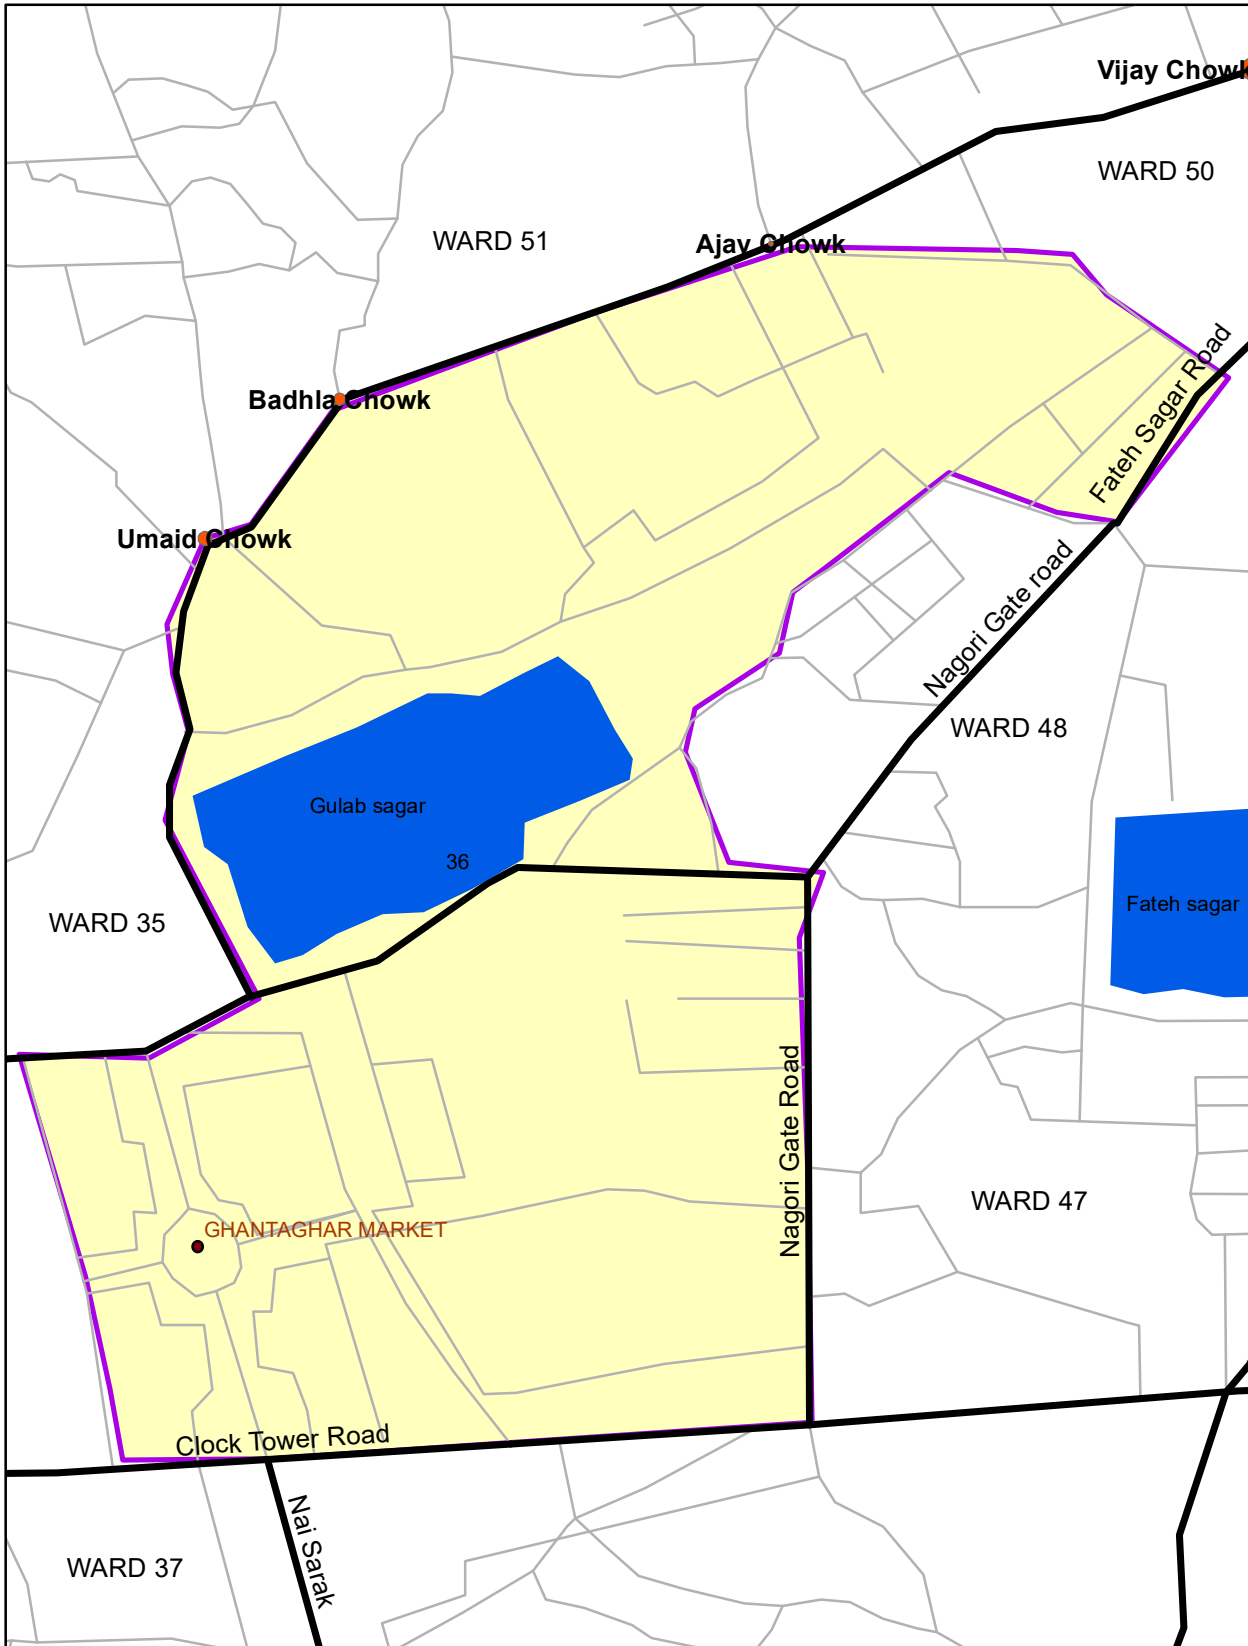 Vijay Chowk
WARD 50
WARD 51
Ajay Chowk
Fateh Sagar Road
Badhla Chowk
Umaid Chowk
Nagori Gate road
WARD 48
Gulab sagar
36
Fateh sagar
WARD 35
Nagori Gate Road
WARD 47
GHANTAGHAR MARKET
Clock Tower Road
Nai Sarak
WARD 37